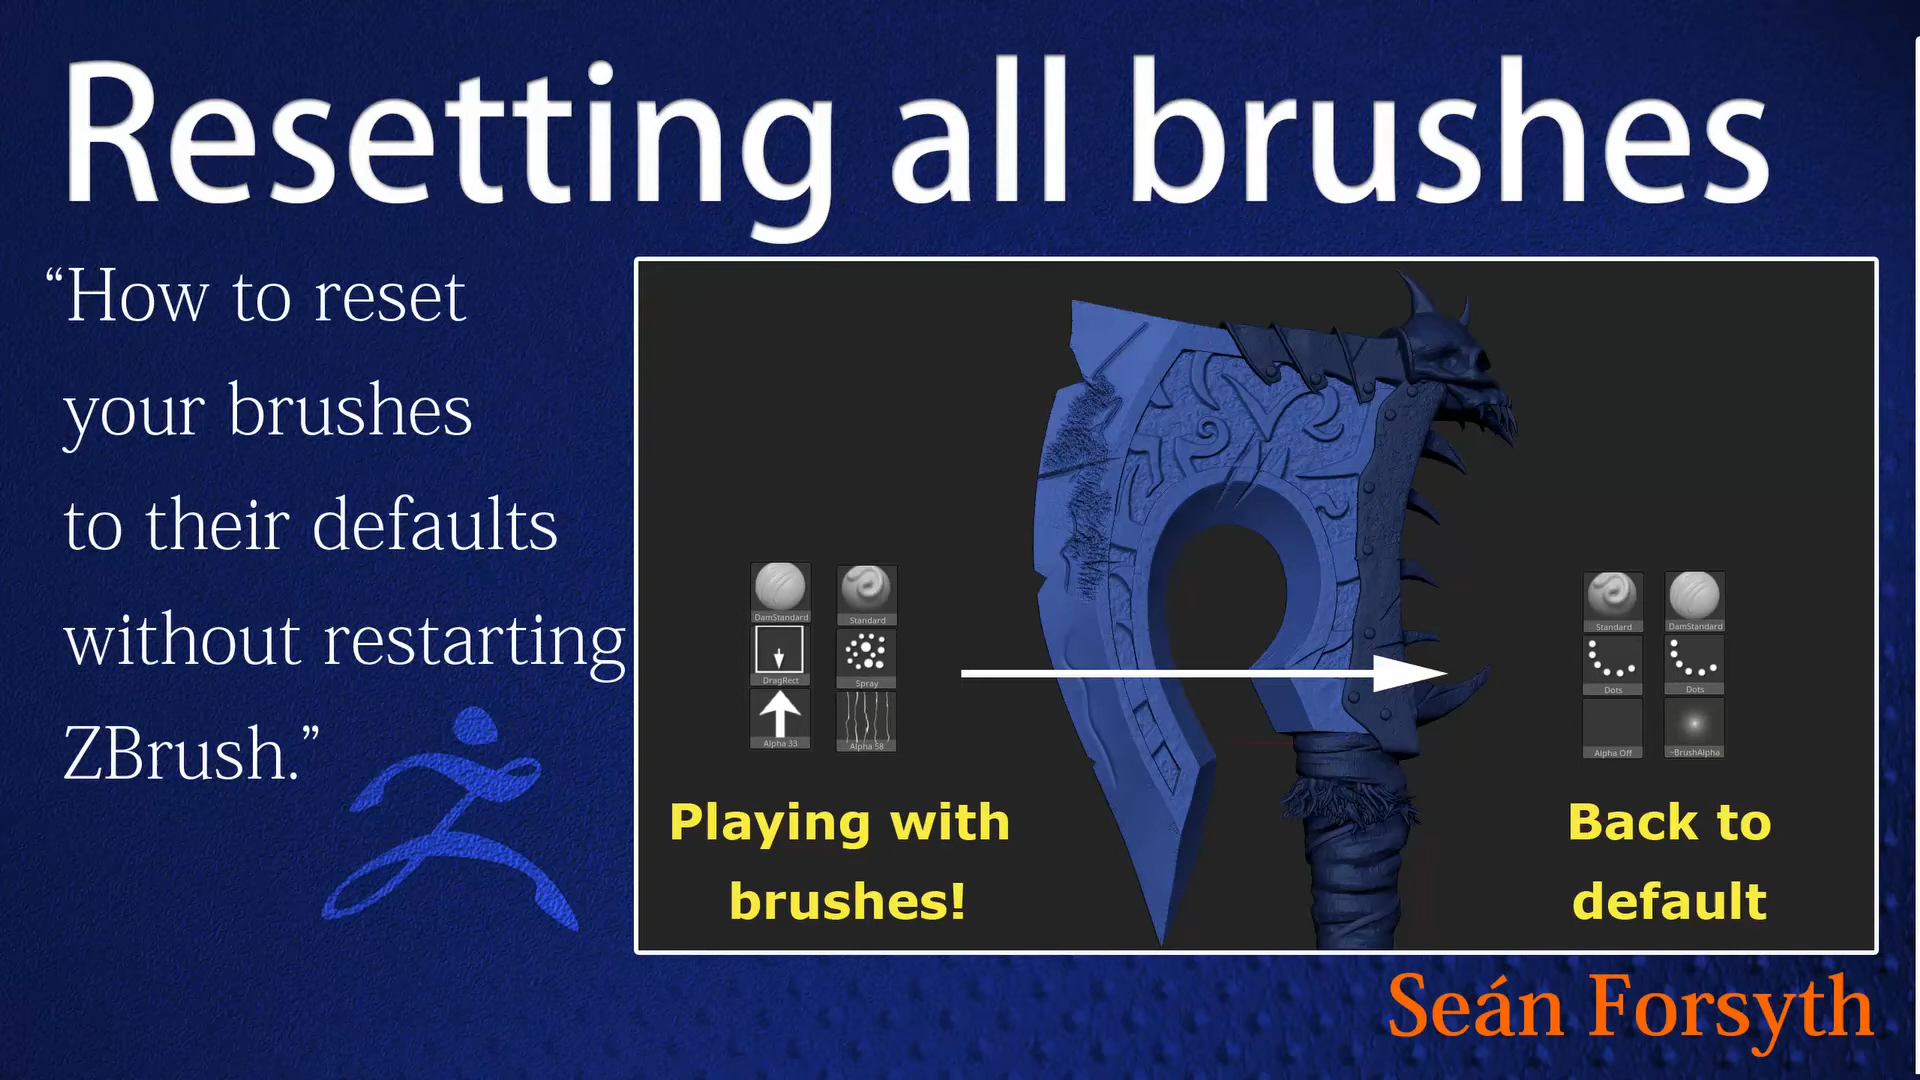 Resetting all brushes
“How to reset
your brushes
to their defaults
without restarting
ZBrush.”
DamStandard
Standard
DragRect
Spray
Alpha 33
Alpha 58
Standard
DamStandard
Dots
Dots
Alpha Off
~BrushAlpha
Playing with
brushes!
Back to
default
Seán Forsyth